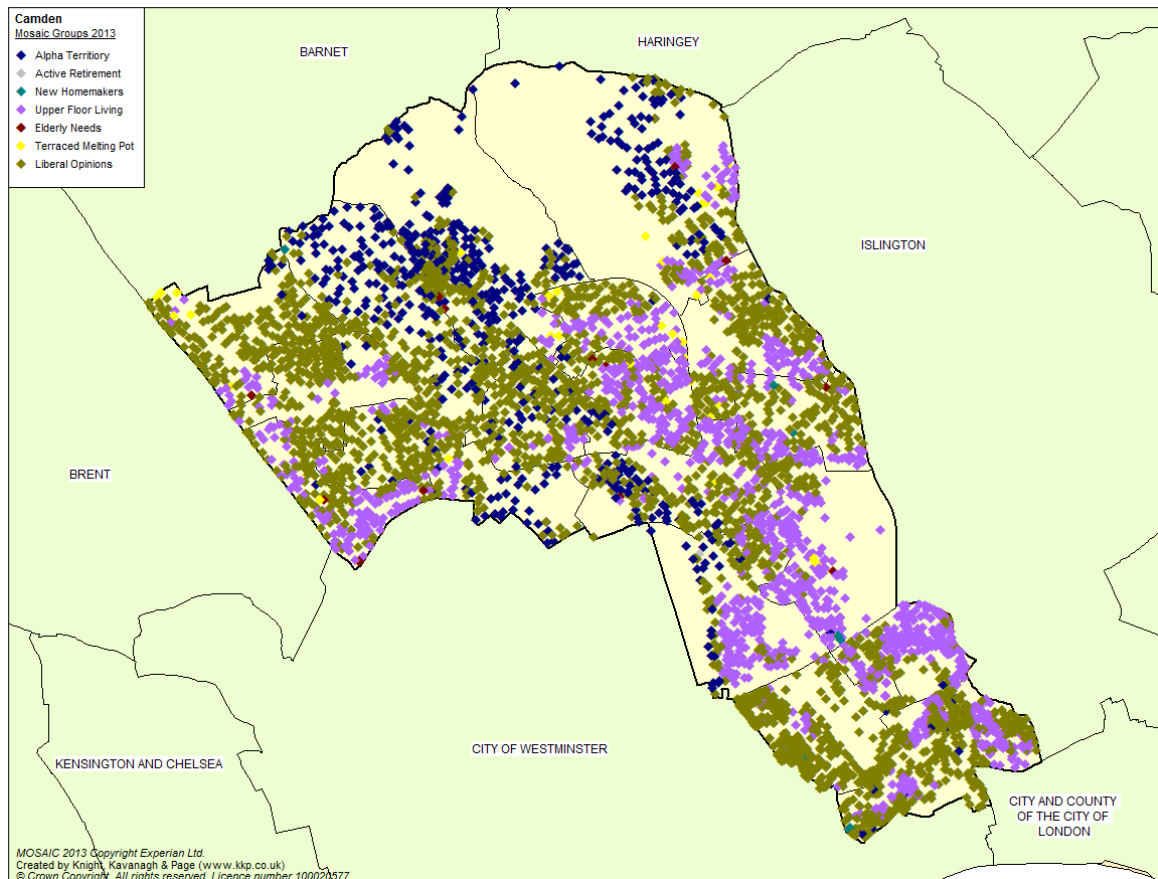 Camden
Mosaic Groups 2013
Alpha Territory
Active Retirement
New Homemakers
Upper Floor Living
Elderly Needs
Terraced Melting Pot
Liberal Opinions
BARNET
HARINGEY
ISLINGTON
BRENT
CITY OF WESTMINSTER
KENSINGTON AND CHELSEA
CITY AND COUNTY
OF THE CITY OF
LONDON
MOSAIC 2013 Copyright Experian Ltd.
Created by Knight, Kavanagh & Page (www.kkp.co.uk)
© Crown Copyright. All rights reserved. Licence number 100020577.